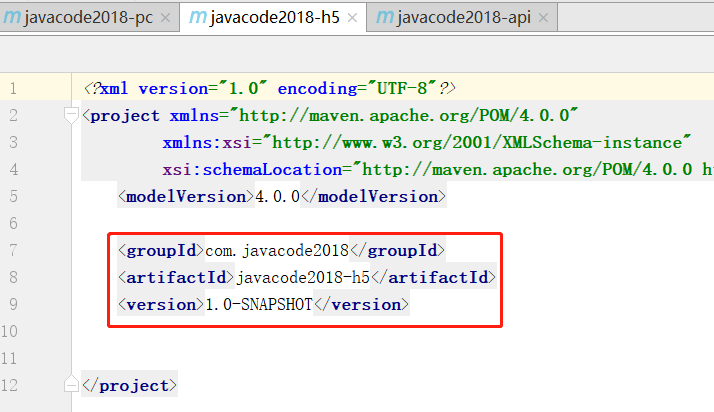 m javacode2018-pc × m javacode2018-h5 × m javacode2018-api ×
1 <?xml version="1.0" encoding="UTF-8"?>
2 <project xmlns="http://maven.apache.org/POM/4.0.0"
3 xmlns:xsi="http://www.w3.org/2001/XMLSchema-instance"
4 xsi:schemaLocation="http://maven.apache.org/POM/4.0.0 h
5 <modelVersion>4.0.0</modelVersion>
6
7 <groupId>com.javacode2018</groupId>
8 <artifactId>javacode2018-h5</artifactId>
9 <version>1.0-SNAPSHOT</version>
10
11
12 </project>